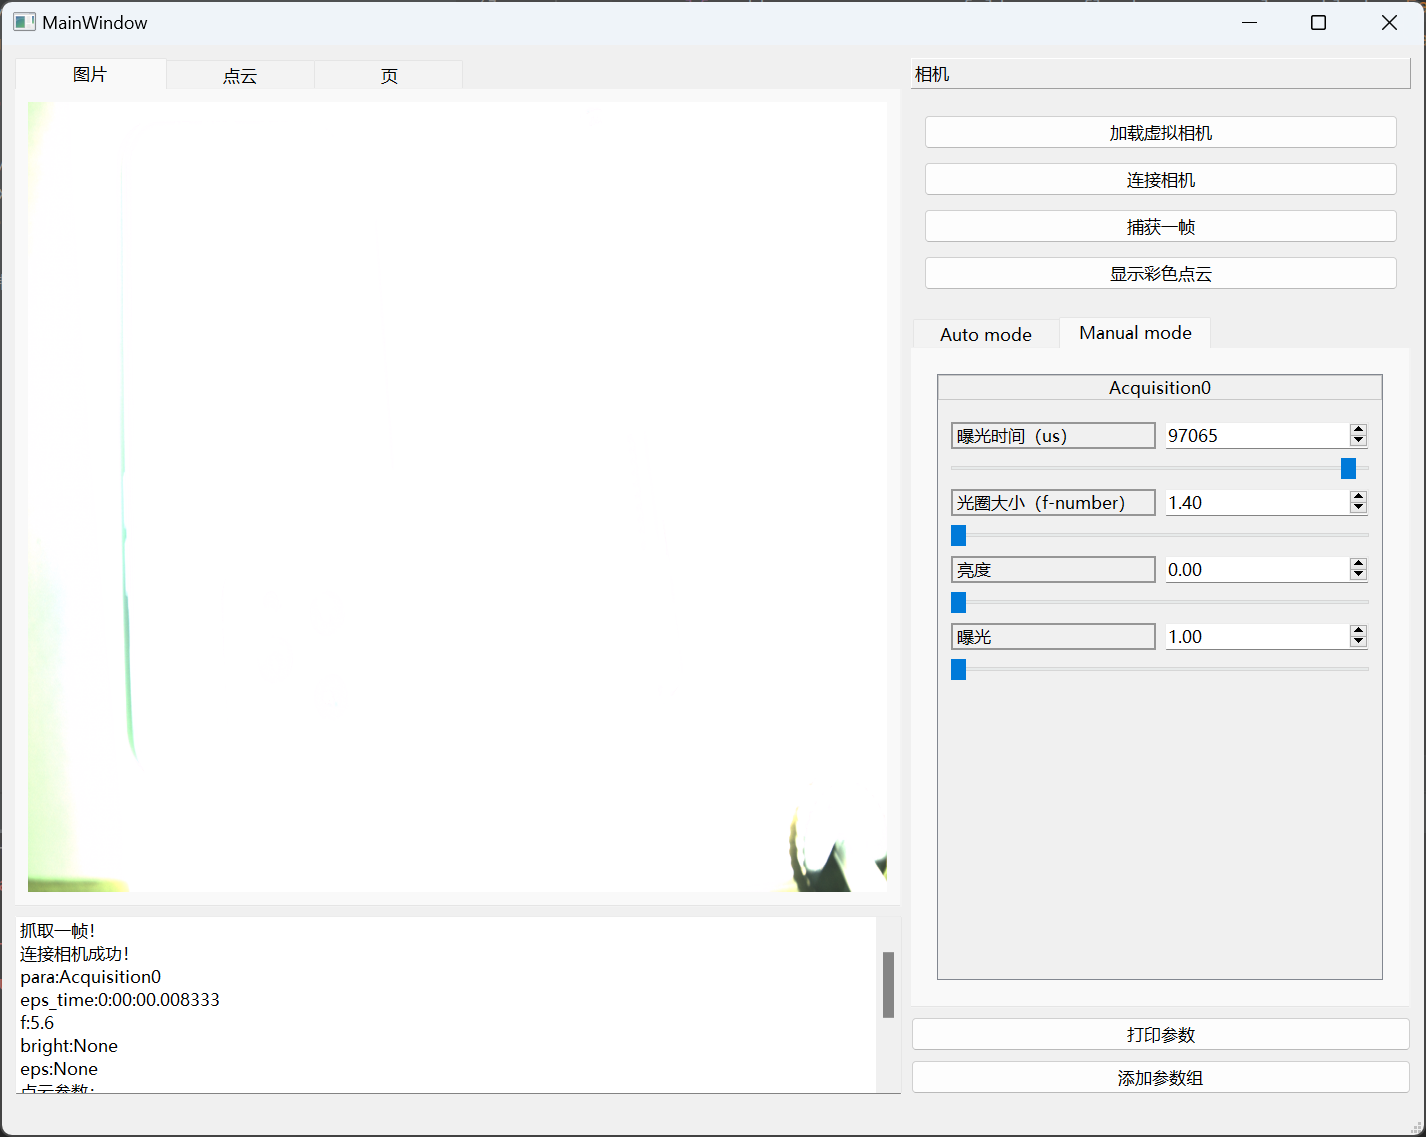 MainWindow
图片
点云
页
相机
加载虚拟相机
连接相机
捕获一帧
显示彩色点云
Auto mode
Manual mode
Acquisition0
曝光时间（us） 97065
光圈大小（f-number） 1.40
亮度 0.00
曝光 1.00
抓取一帧！
连接相机成功！
para:Acquisition0
eps_time:0:00:00.008333
f:5.6
bright:None
eps:None
点云参数：
打印参数
添加参数组